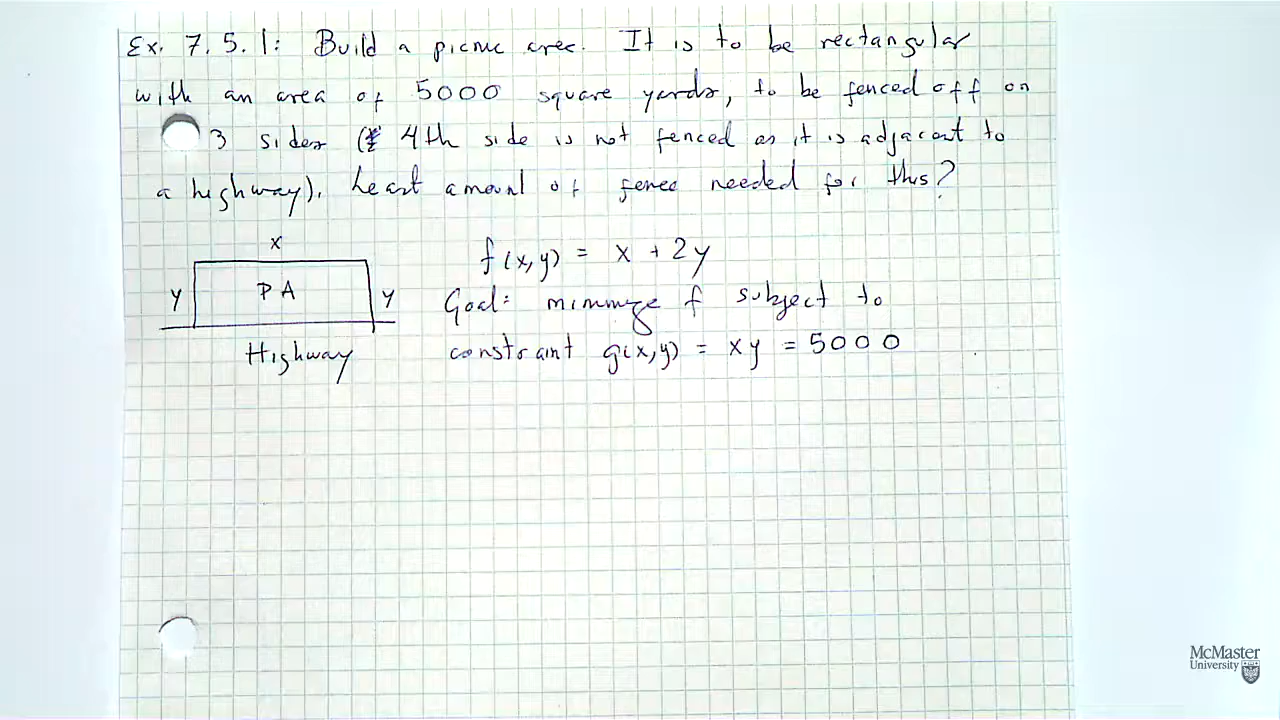 Ex. 7.5.1: Build a picnic area. It is to be rectangular
with an area of 5000 square yards, to be fenced off on
3 sides (4th side is not fenced as it is adjacent to
a highway). Least amount of fence needed for this?
x
y PA y
Highway
f(x,y) = x + 2y
Goal: minimize f subject to
constraint g(x,y) = xy = 5000
McMaster
University